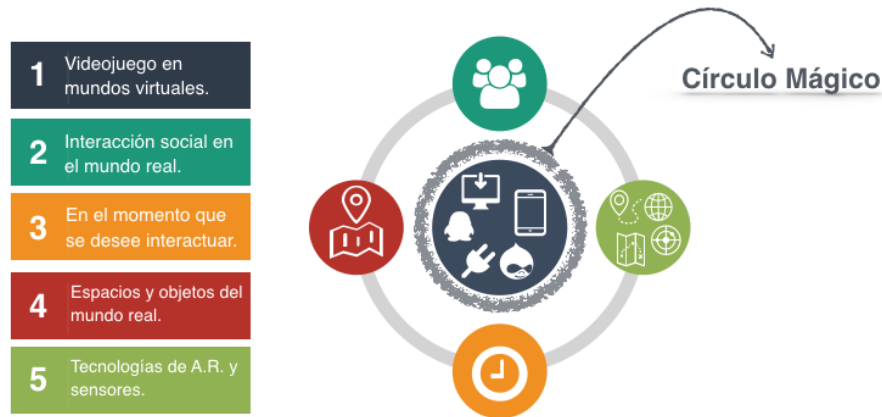 1
Videojuego en
mundos virtuales.
2
Interacción social en
el mundo real.
3
En el momento que
se desee interactuar.
4
Espacios y objetos del
mundo real.
5
Tecnologías de A.R. y
sensores.
Círculo Mágico